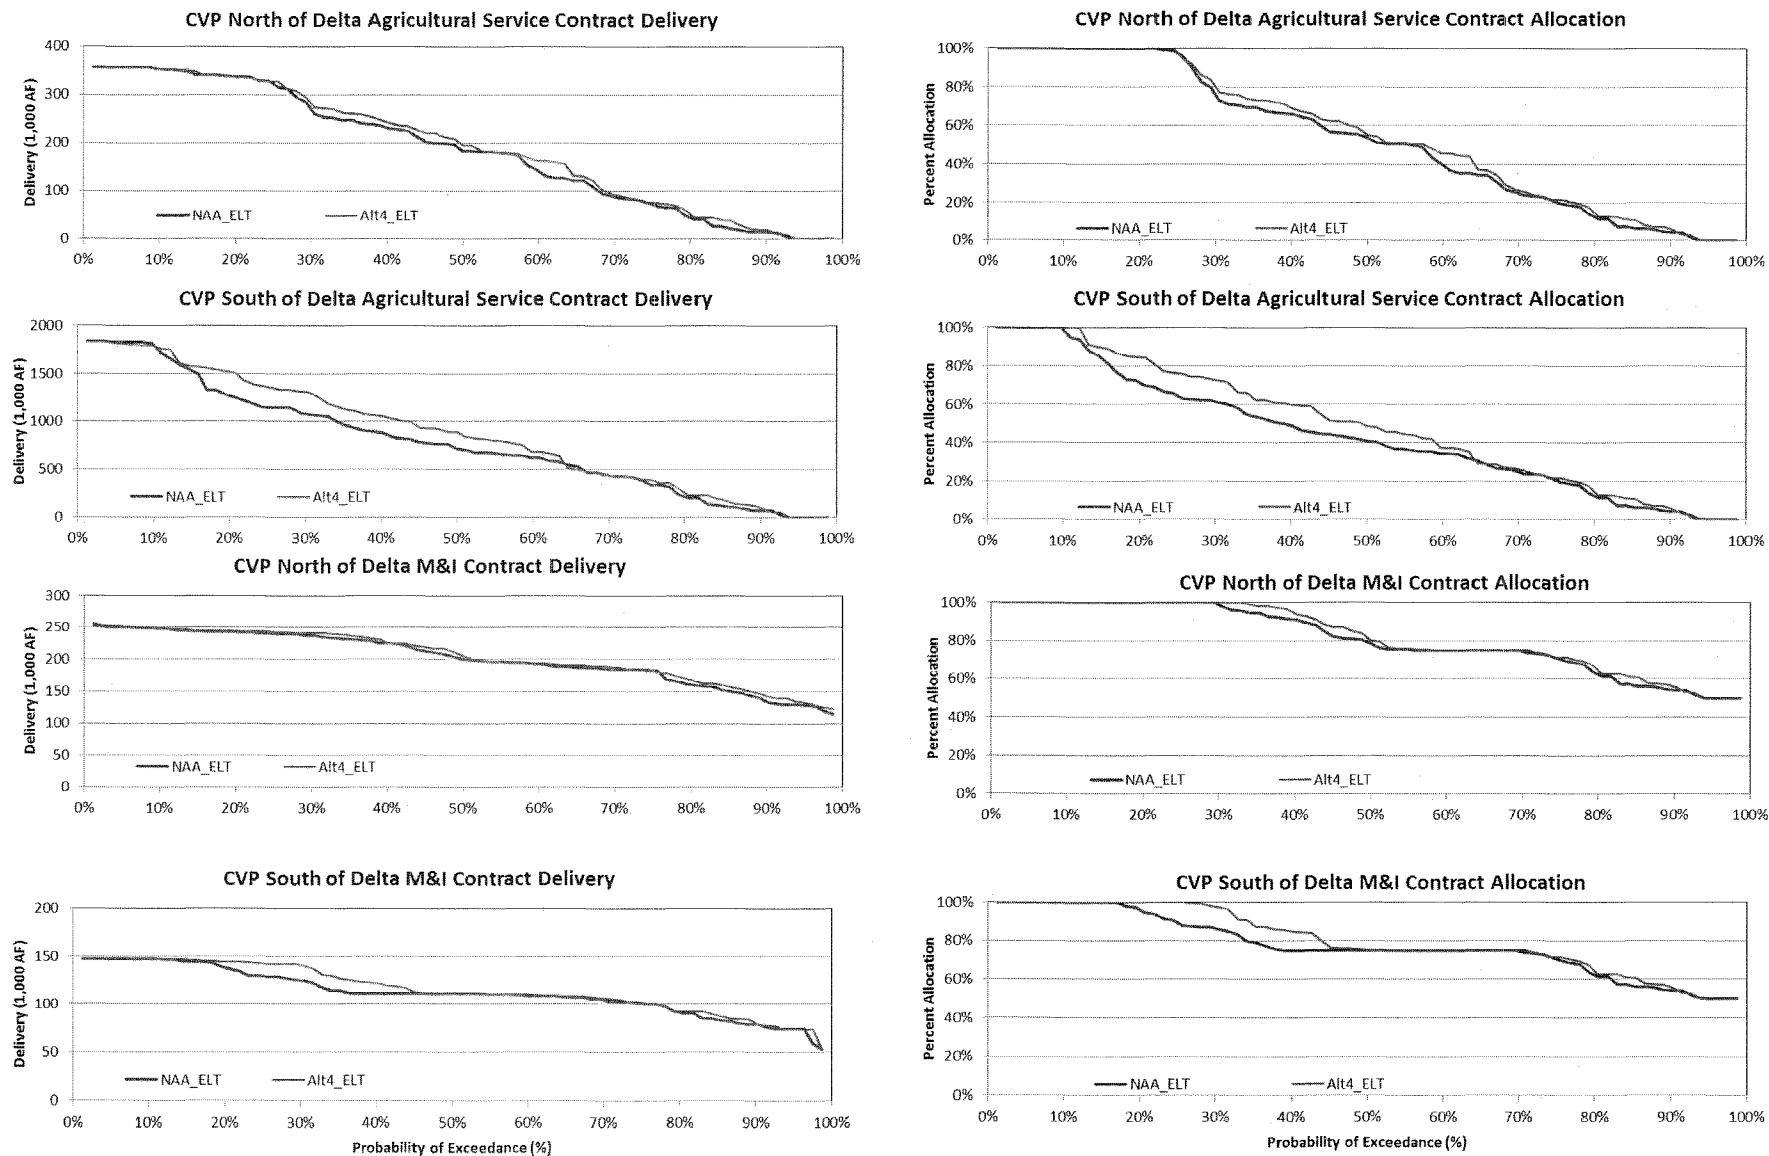 CVP North of Delta Agricultural Service Contract Delivery
Delivery (1,000 AF)
400
300
200
100
0
NAA_ELT
Alt4_ELT
0% 10% 20% 30% 40% 50% 60% 70% 80% 90% 100%
CVP South of Delta Agricultural Service Contract Delivery
Delivery (1,000 AF)
2000
1500
1000
500
0
NAA_ELT
Alt4_ELT
0% 10% 20% 30% 40% 50% 60% 70% 80% 90% 100%
CVP North of Delta M&I Contract Delivery
Delivery (1,000 AF)
300
250
200
150
100
50
0
NAA_ELT
Alt4_ELT
0% 10% 20% 30% 40% 50% 60% 70% 80% 90% 100%
CVP South of Delta M&I Contract Delivery
Delivery (1,000 AF)
200
150
100
50
0
NAA_ELT
Alt4_ELT
0% 10% 20% 30% 40% 50% 60% 70% 80% 90% 100%
Probability of Exceedance (%)
CVP North of Delta Agricultural Service Contract Allocation
Percent Allocation
100%
80%
60%
40%
20%
0%
NAA_ELT
Alt4_ELT
0% 10% 20% 30% 40% 50% 60% 70% 80% 90% 100%
CVP South of Delta Agricultural Service Contract Allocation
Percent Allocation
100%
80%
60%
40%
20%
0%
NAA_ELT
Alt4_ELT
0% 10% 20% 30% 40% 50% 60% 70% 80% 90% 100%
CVP North of Delta M&I Contract Allocation
Percent Allocation
100%
80%
60%
40%
20%
0%
NAA_ELT
Alt4_ELT
0% 10% 20% 30% 40% 50% 60% 70% 80% 90% 100%
CVP South of Delta M&I Contract Allocation
Percent Allocation
100%
80%
60%
40%
20%
0%
NAA_ELT
Alt4_ELT
0% 10% 20% 30% 40% 50% 60% 70% 80% 90% 100%
Probability of Exceedance (%)